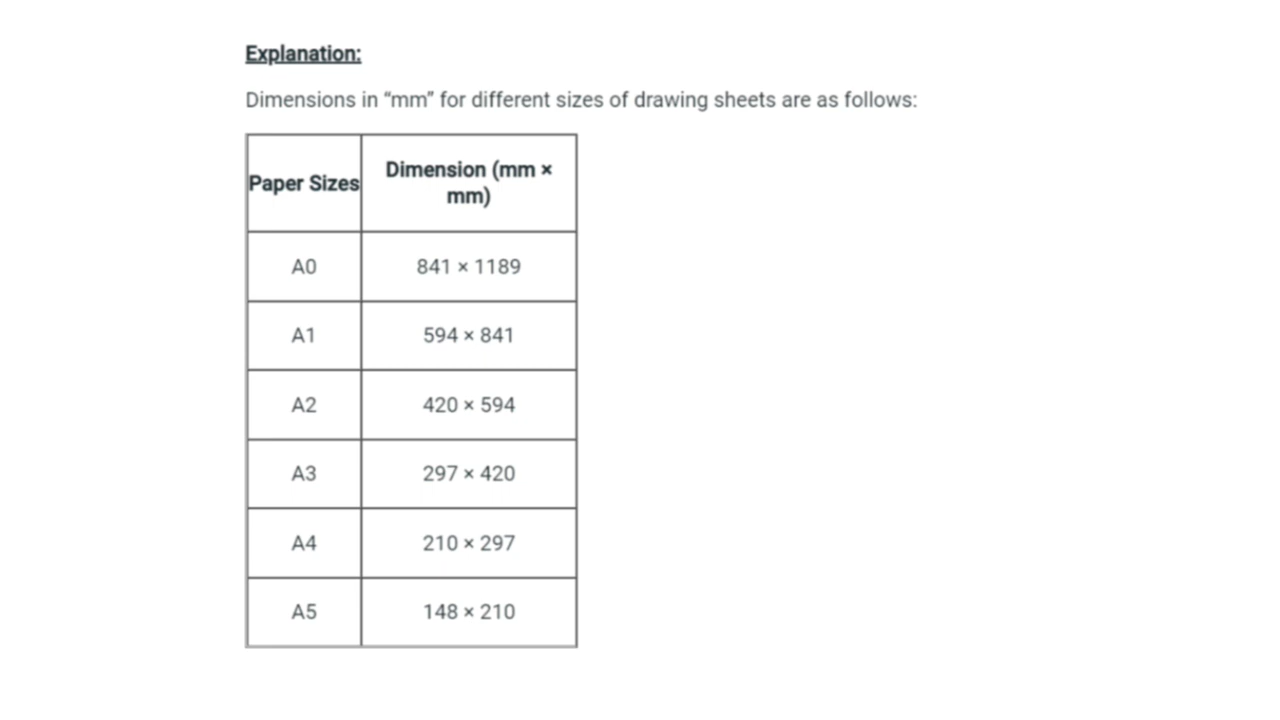 Explanation:
Dimensions in “mm” for different sizes of drawing sheets are as follows:
Paper Sizes
Dimension (mm ×
mm)
A0
841 × 1189
A1
594 × 841
A2
420 × 594
A3
297 × 420
A4
210 × 297
A5
148 × 210